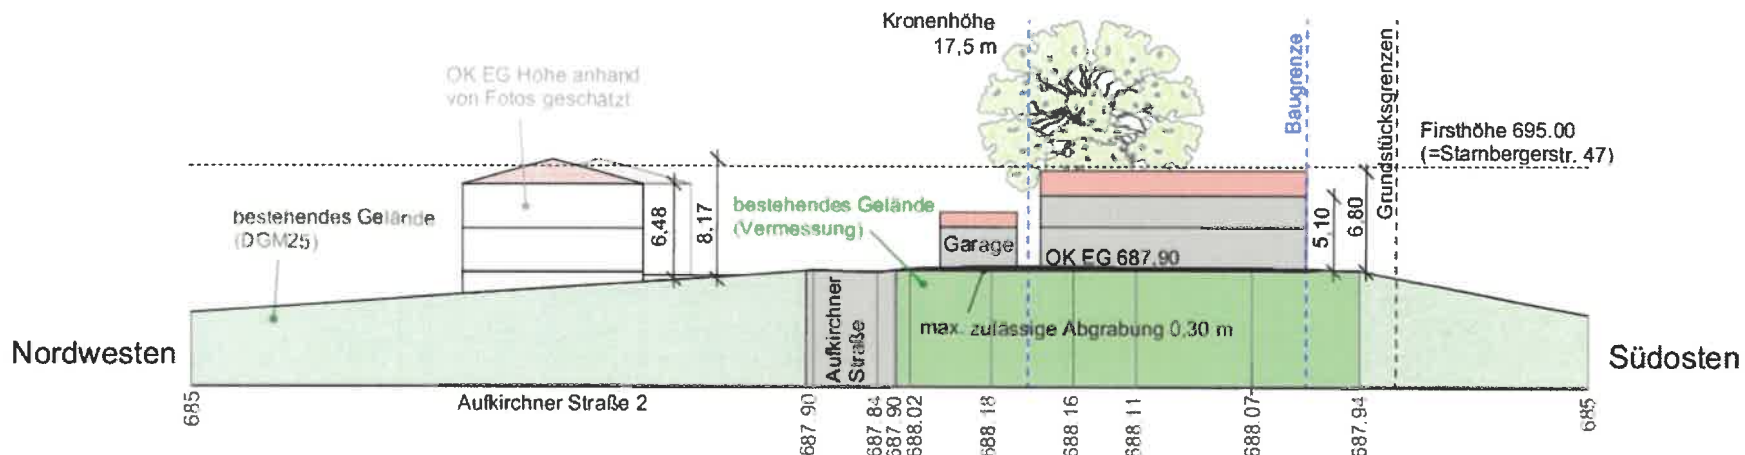 Kronenhöhe
17,5 m
OK EG Höhe anhand
von Fotos geschätzt
Baugrenze
Grundstücksgrenzen
Firsthöhe 695.00
(=Starnbergerstr. 47)
bestehendes Gelände
(DGM25)
6,48
8,17
bestehendes Gelände
(Vermessung)
Garage
OK EG 687,90
5,10
6,80
max. zulässige Abgrabung 0,30 m
Aufkirchner
Straße
Nordwesten
Südosten
685
Aufkirchner Straße 2
687.90
687.84
687.90
688.02
688.18
688.16
688.11
688.07
687.94
685